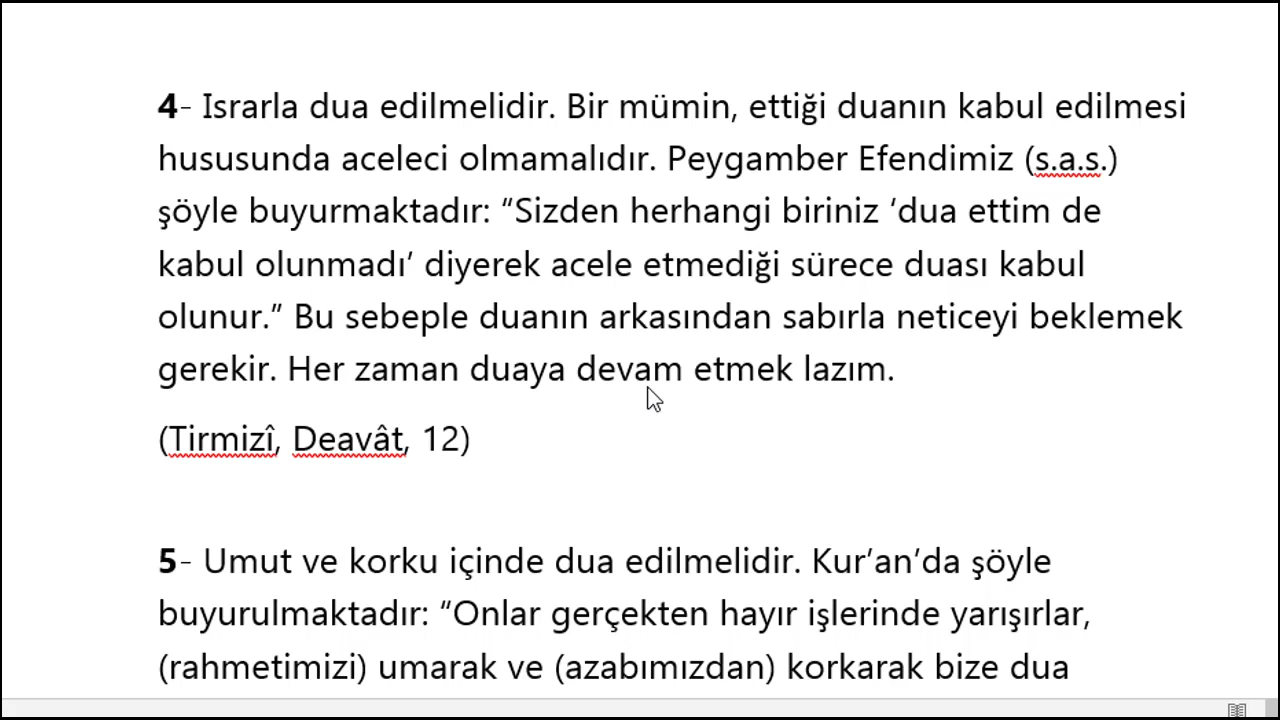 4- Israrla dua edilmelidir. Bir mümin, ettiği duanın kabul edilmesi
hususunda aceleci olmamalıdır. Peygamber Efendimiz (s.a.s.)
şöyle buyurmaktadır: “Sizden herhangi biriniz ‘dua ettim de
kabul olunmadı’ diyerek acele etmediği sürece duası kabul
olunur.” Bu sebeple duanın arkasından sabırla neticeyi beklemek
gerekir. Her zaman duaya devam etmek lazım.
(Tirmizî, Deavât, 12)
5- Umut ve korku içinde dua edilmelidir. Kur’an’da şöyle
buyurulmaktadır: “Onlar gerçekten hayır işlerinde yarışırlar,
(rahmetimizi) umarak ve (azabımızdan) korkarak bize dua